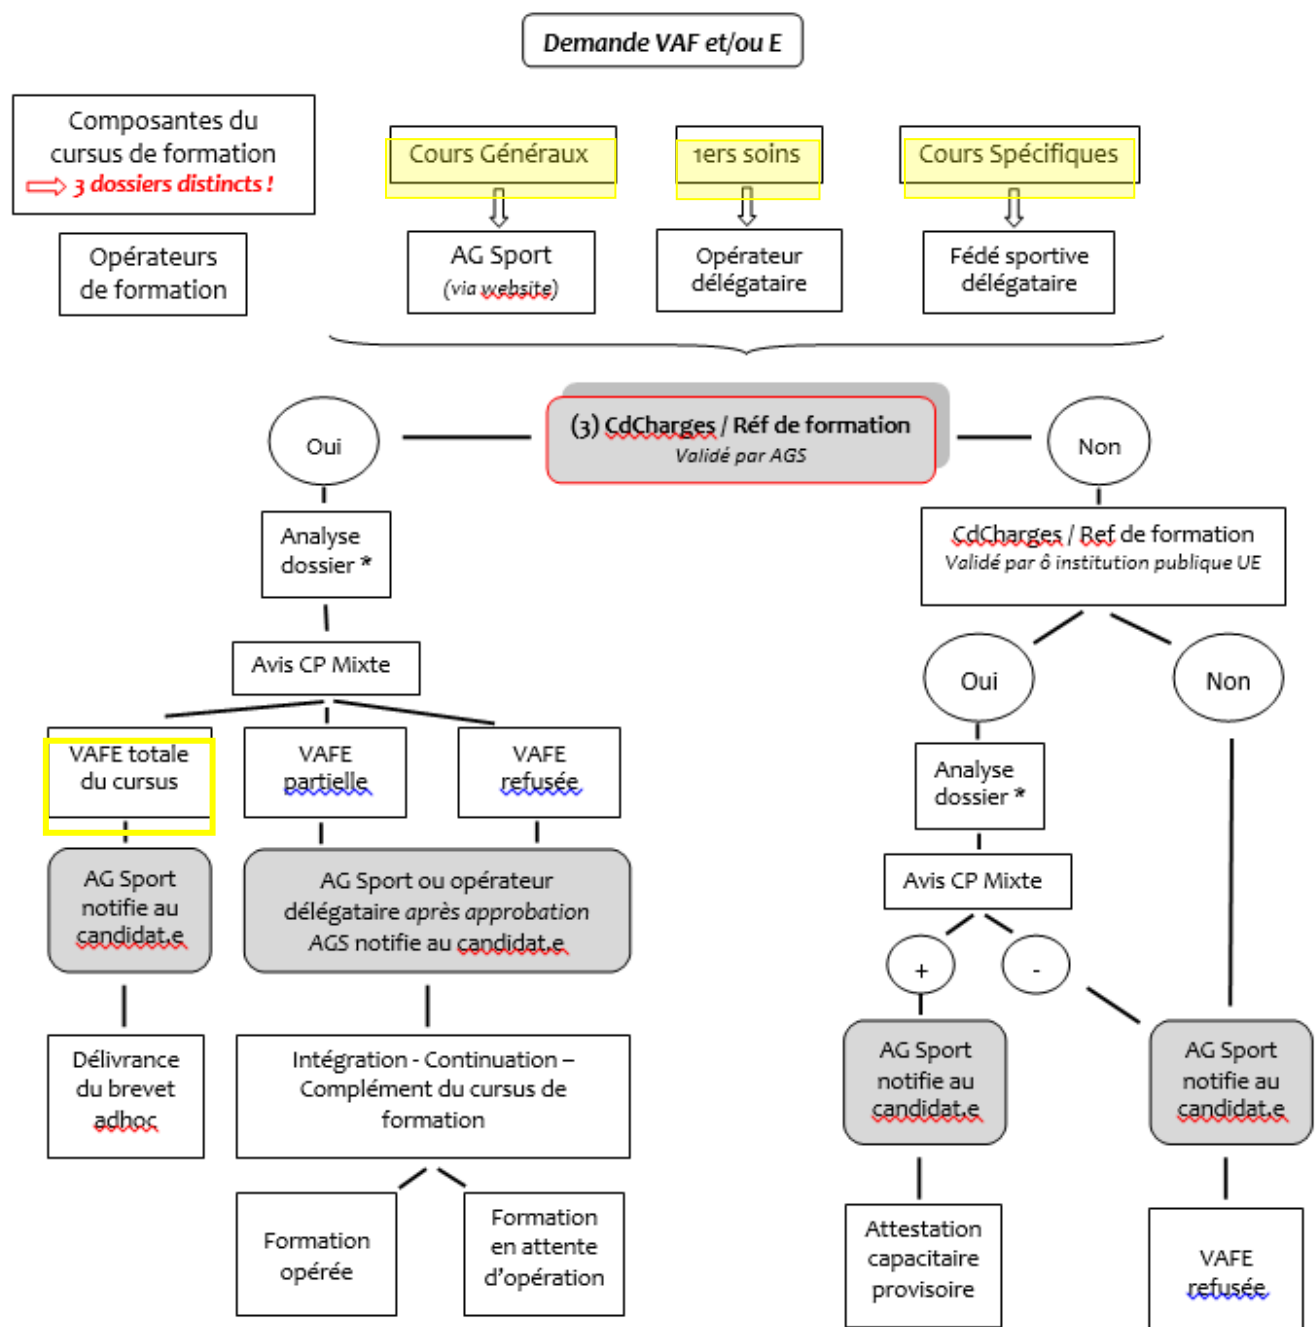 Demande VAF et/ou E
Composantes du
cursus de formation
3 dossiers distincts !
Cours Généraux
1ers soins
Cours Spécifiques
Opérateurs
de formation
AG Sport
(via website)
Opérateur
délégataire
Fédé sportive
délégataire
Oui
(3) CdCharges / Réf de formation
Validé par AGS
Non
Analyse
dossier *
CdCharges / Ref de formation
Validé par ô institution publique UE
Avis CP Mixte
Oui
Non
VAFE totale
du cursus
VAFE
partielle
VAFE
refusée
Analyse
dossier *
AG Sport
notifie au
candidat.e
AG Sport ou opérateur
délégataire après approbation
AGS notifie au candidat.e
Avis CP Mixte
+
-
Délivrance
du brevet
adhoc
Intégration - Continuation –
Complément du cursus de
formation
AG Sport
notifie au
candidat.e
AG Sport
notifie au
candidat.e
Formation
opérée
Formation
en attente
d’opération
Attestation
capacitaire
provisoire
VAFE
refusée